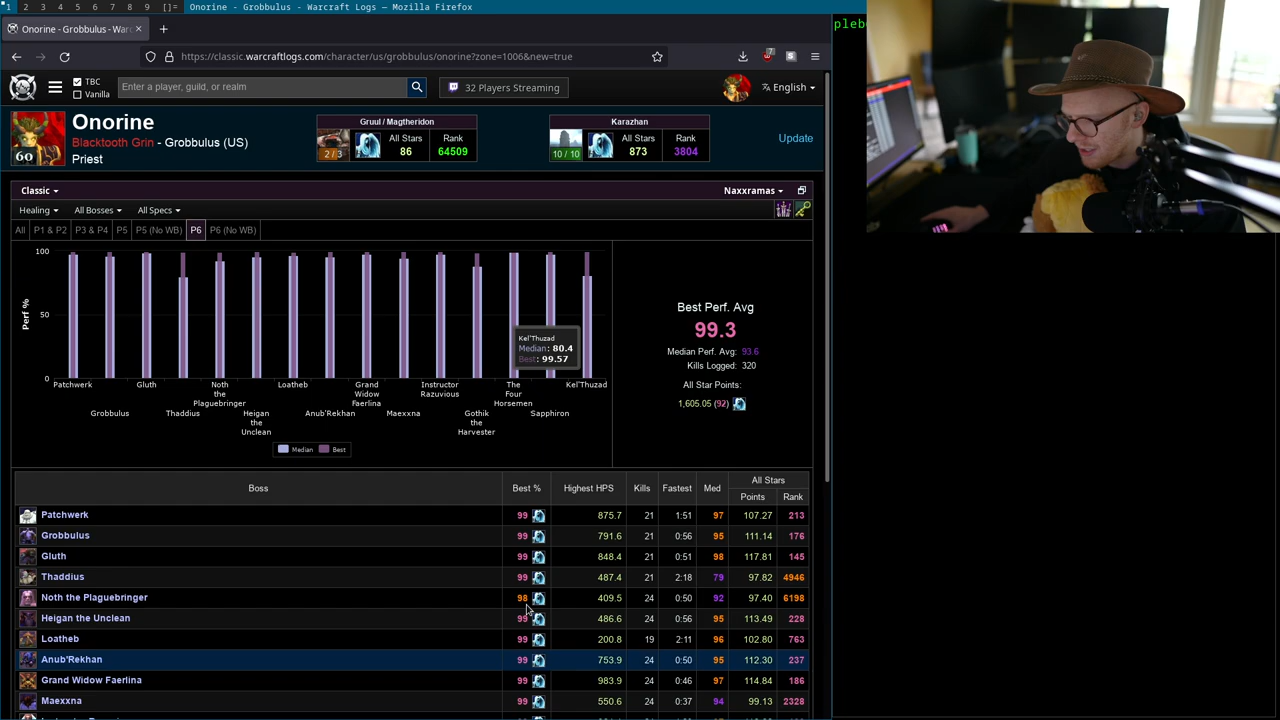 1 2 3 4 5 6 7 8 9 []= Onorine - Grobbulus - Warcraft Logs — Mozilla Firefox
Onorine - Grobbulus - War
pleb
https://classic.warcraftlogs.com/character/us/grobbulus/onorine?zone=1006&new=true
TBC
Vanilla
Enter a player, guild, or realm
32 Players Streaming
English
Onorine
Blacktooth Grin - Grobbulus (US)
Priest
60
Gruul / Magtheridon
2 / 3
All Stars
86
Rank
64509
Karazhan
10 / 10
All Stars
873
Rank
3804
Update
Classic
Naxxramas
Healing All Bosses All Specs
All P1 & P2 P3 & P4 P5 P5 (No WB) P6 P6 (No WB)
100
50
0
Perf %
Kel'Thuzad
Median: 80.4
Best: 99.57
Patchwerk
Grobbulus
Gluth
Thaddius
Noth the Plaguebringer
Heigan the Unclean
Loatheb
Anub'Rekhan
Grand Widow Faerlina
Maexxna
Instructor Razuvious
Gothik the Harvester
The Four Horsemen
Sapphiron
Kel'Thuzad
Median Best
Best Perf. Avg
99.3
Median Perf. Avg: 93.6
Kills Logged: 320
All Star Points:
1,605.05 (92)
Boss Best % Highest HPS Kills Fastest Med All Stars
Points Rank
Patchwerk 99 875.7 21 1:51 97 107.27 213
Grobbulus 99 791.6 21 0:56 95 111.14 176
Gluth 99 848.4 21 0:51 98 117.81 145
Thaddius 99 487.4 21 2:18 79 97.82 4946
Noth the Plaguebringer 98 409.5 24 0:50 92 97.40 6198
Heigan the Unclean 99 486.6 24 0:56 95 113.49 228
Loatheb 99 200.8 19 2:11 96 102.80 763
Anub'Rekhan 99 753.9 24 0:50 95 112.30 237
Grand Widow Faerlina 99 983.9 24 0:46 97 114.84 186
Maexxna 99 550.6 24 0:37 94 99.13 2328